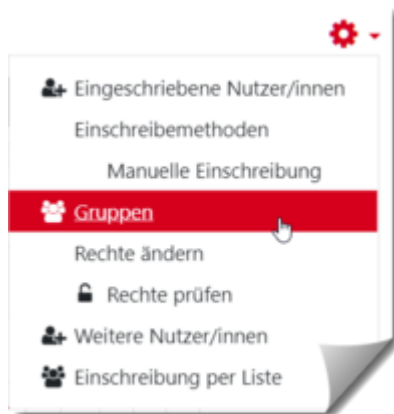 Eingeschriebene Nutzer/innen
Einschreibemethoden
Manuelle Einschreibung
Gruppen
Rechte ändern
Rechte prüfen
Weitere Nutzer/innen
Einschreibung per Liste